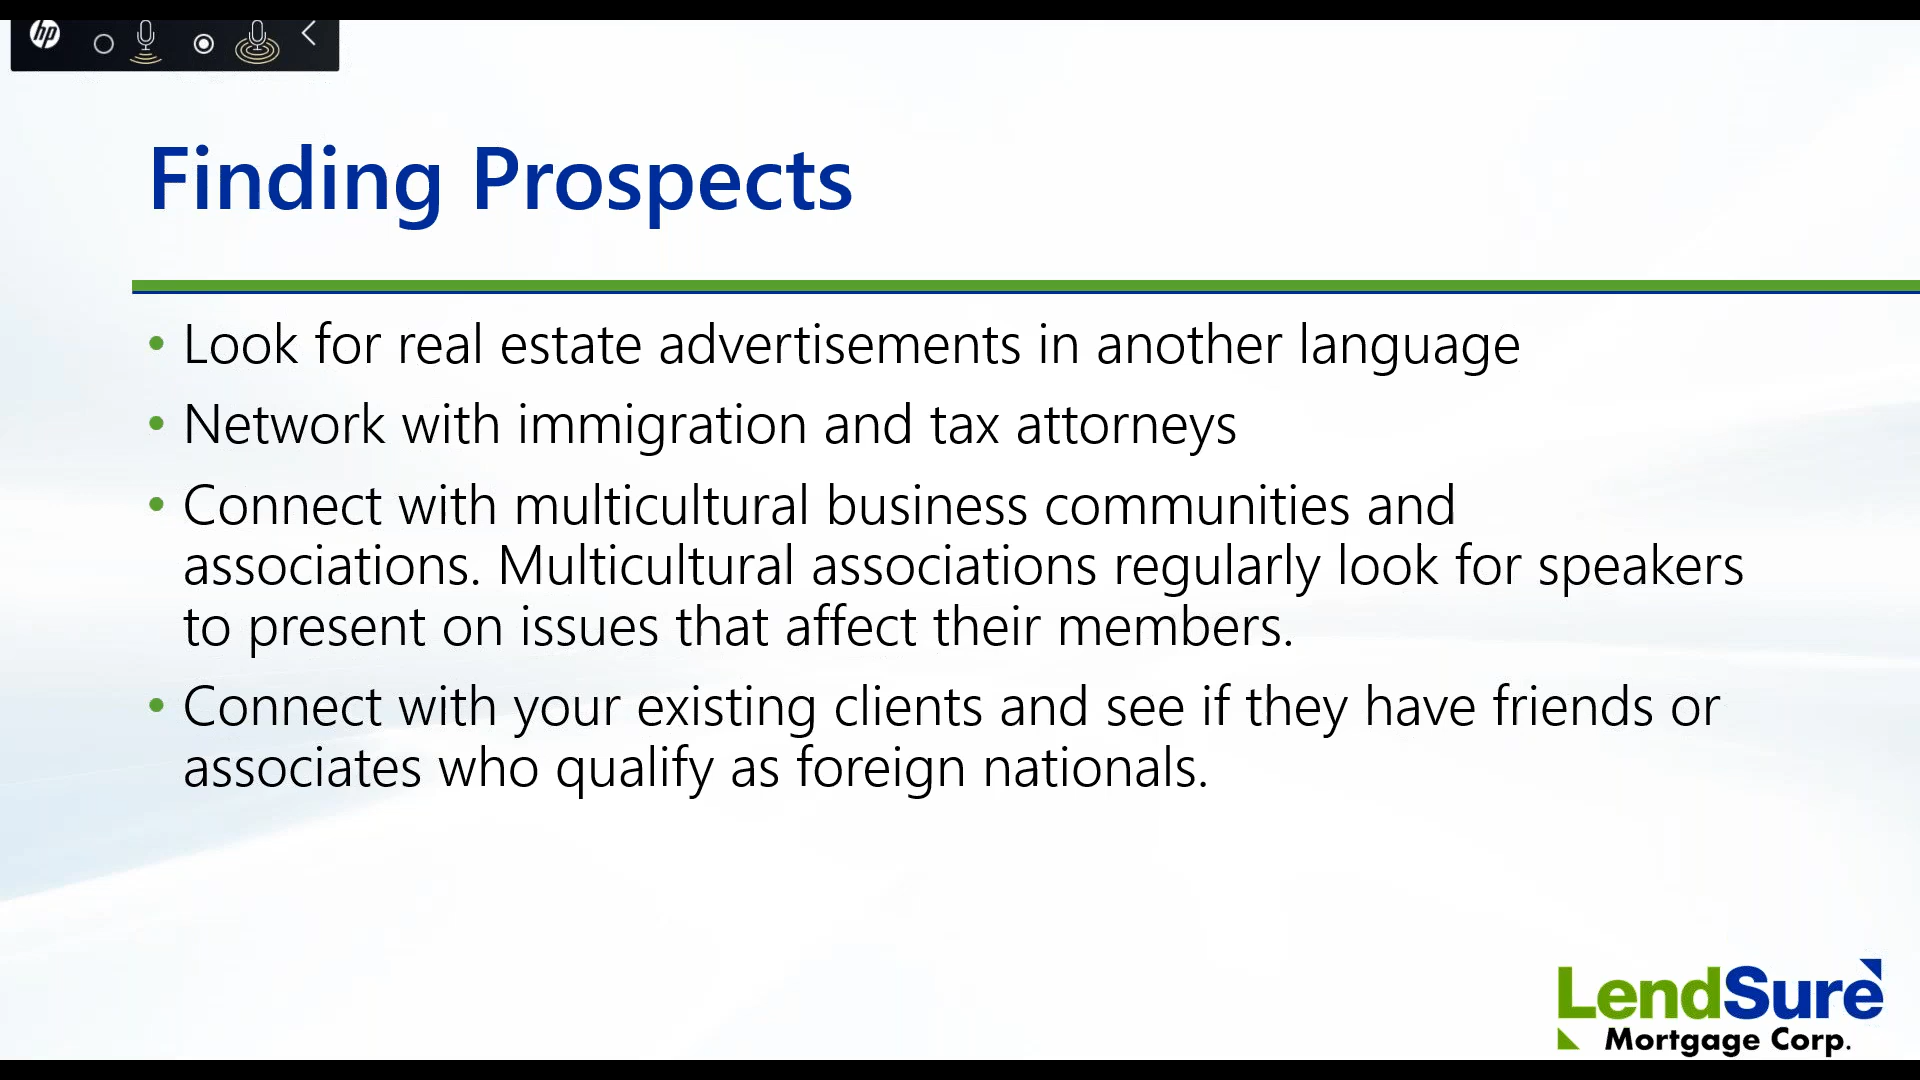 hp
Finding Prospects
• Look for real estate advertisements in another language
• Network with immigration and tax attorneys
• Connect with multicultural business communities and
associations. Multicultural associations regularly look for speakers
to present on issues that affect their members.
• Connect with your existing clients and see if they have friends or
associates who qualify as foreign nationals.
LendSure
Mortgage Corp.